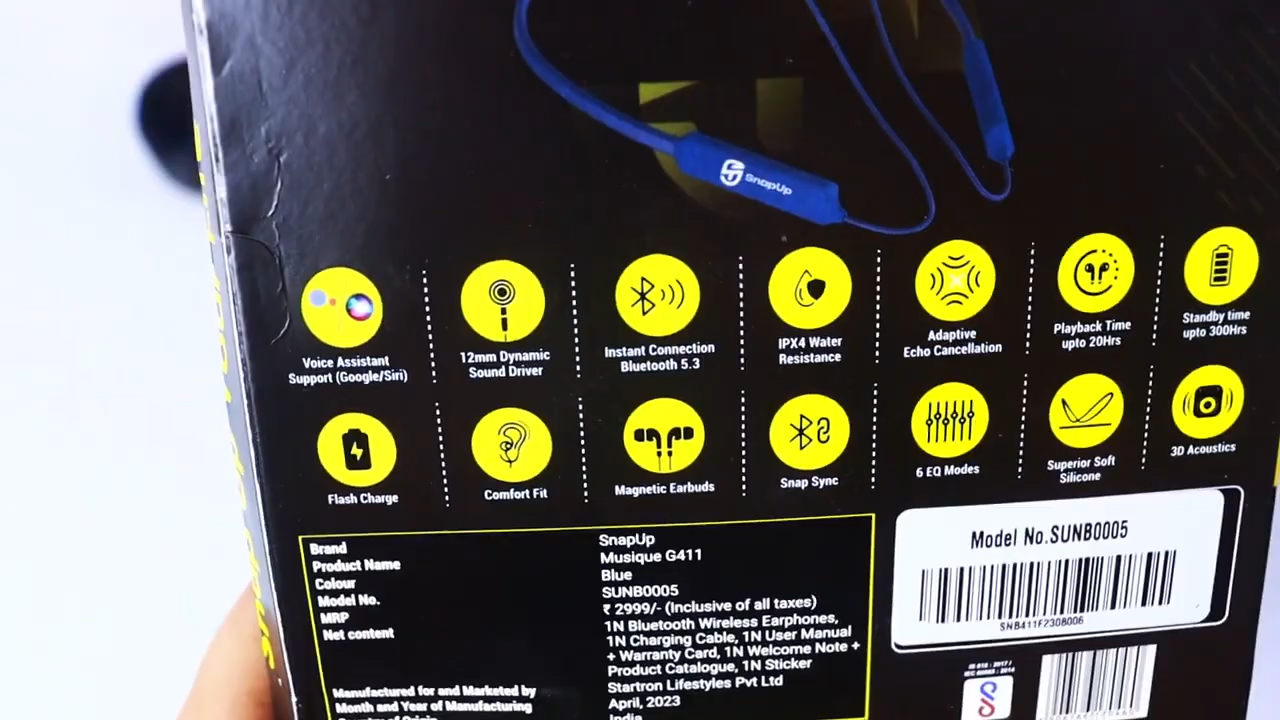 SnapUp
Voice Assistant
Support (Google/Siri)
12mm Dynamic
Sound Driver
Instant Connection
Bluetooth 5.3
IPX4 Water
Resistance
Adaptive
Echo Cancellation
Playback Time
upto 20Hrs
Standby time
upto 300Hrs
Flash Charge
Comfort Fit
Magnetic Earbuds
Snap Sync
6 EQ Modes
Superior Soft
Silicone
3D Acoustics
Brand SnapUp
Product Name Musique G411
Colour Blue
Model No. SUNB0005
MRP ₹ 2999/- (Inclusive of all taxes)
Net content 1N Bluetooth Wireless Earphones,
1N Charging Cable, 1N User Manual
+ Warranty Card, 1N Welcome Note +
Product Catalogue, 1N Sticker
Manufactured for and Marketed by Startron Lifestyles Pvt Ltd
Month and Year of Manufacturing April, 2023
Country of Origin India
Model No.SUNB0005
SNB411F2308006